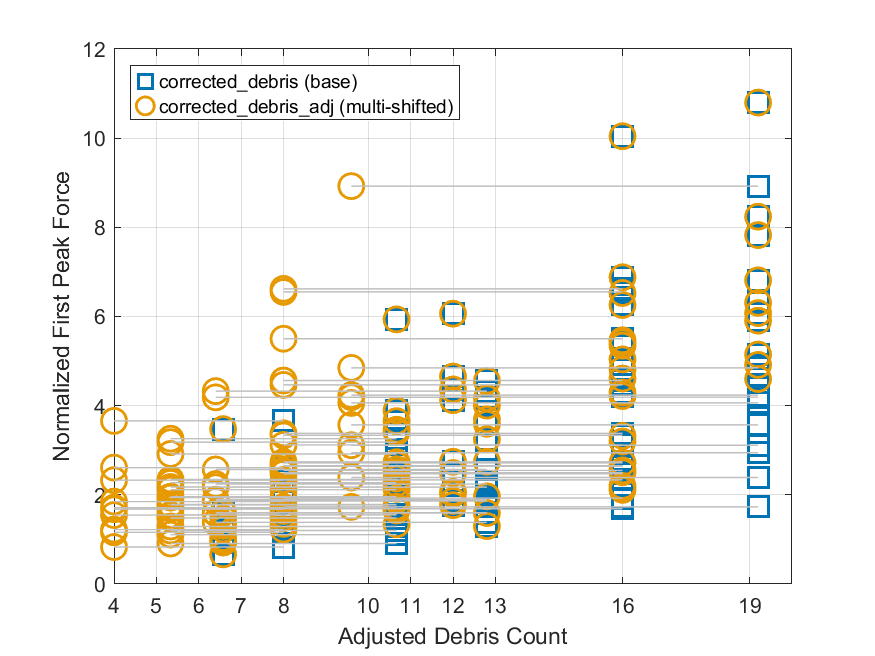 12
10
8
6
4
2
0
Normalized First Peak Force
corrected_debris (base)
corrected_debris_adj (multi-shifted)
4 5 6 7 8 10 11 12 13 16 19
Adjusted Debris Count